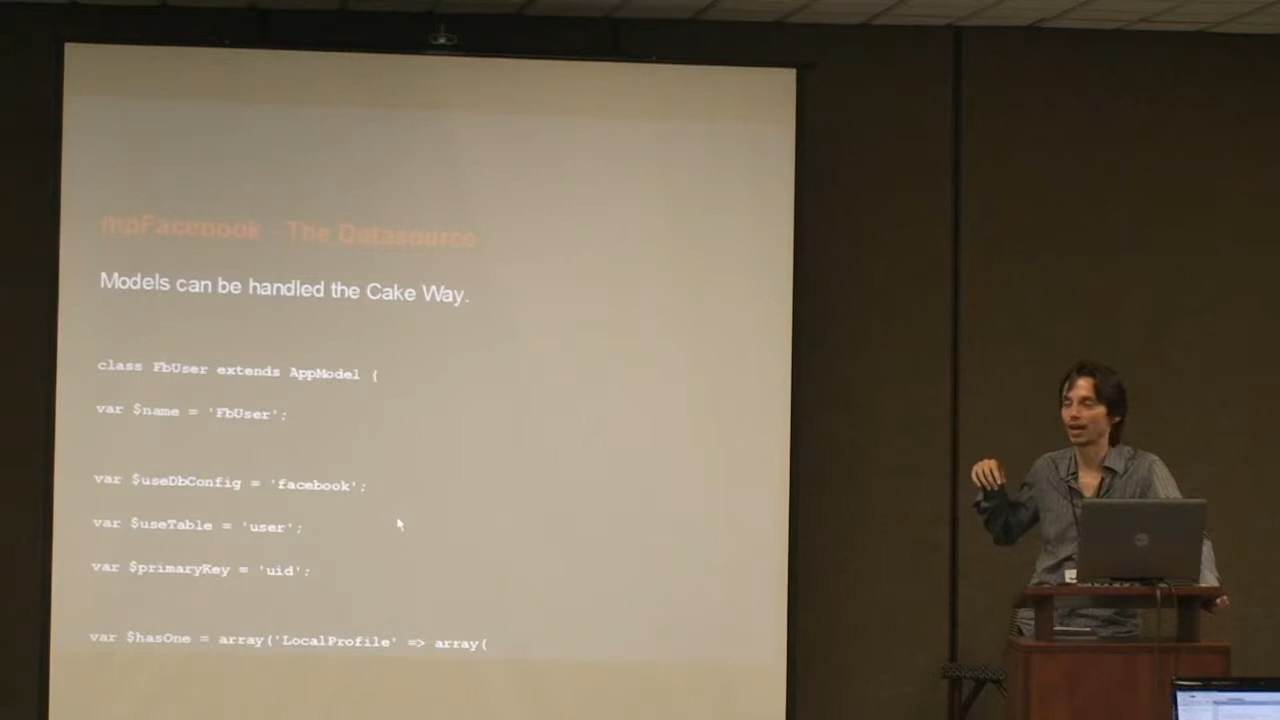 mpFacebook - The Datasource
Models can be handled the Cake Way.
class FbUser extends AppModel {
var $name = 'FbUser';
var $useDbConfig = 'facebook';
var $useTable = 'user';
var $primaryKey = 'uid';
var $hasOne = array('LocalProfile' => array(